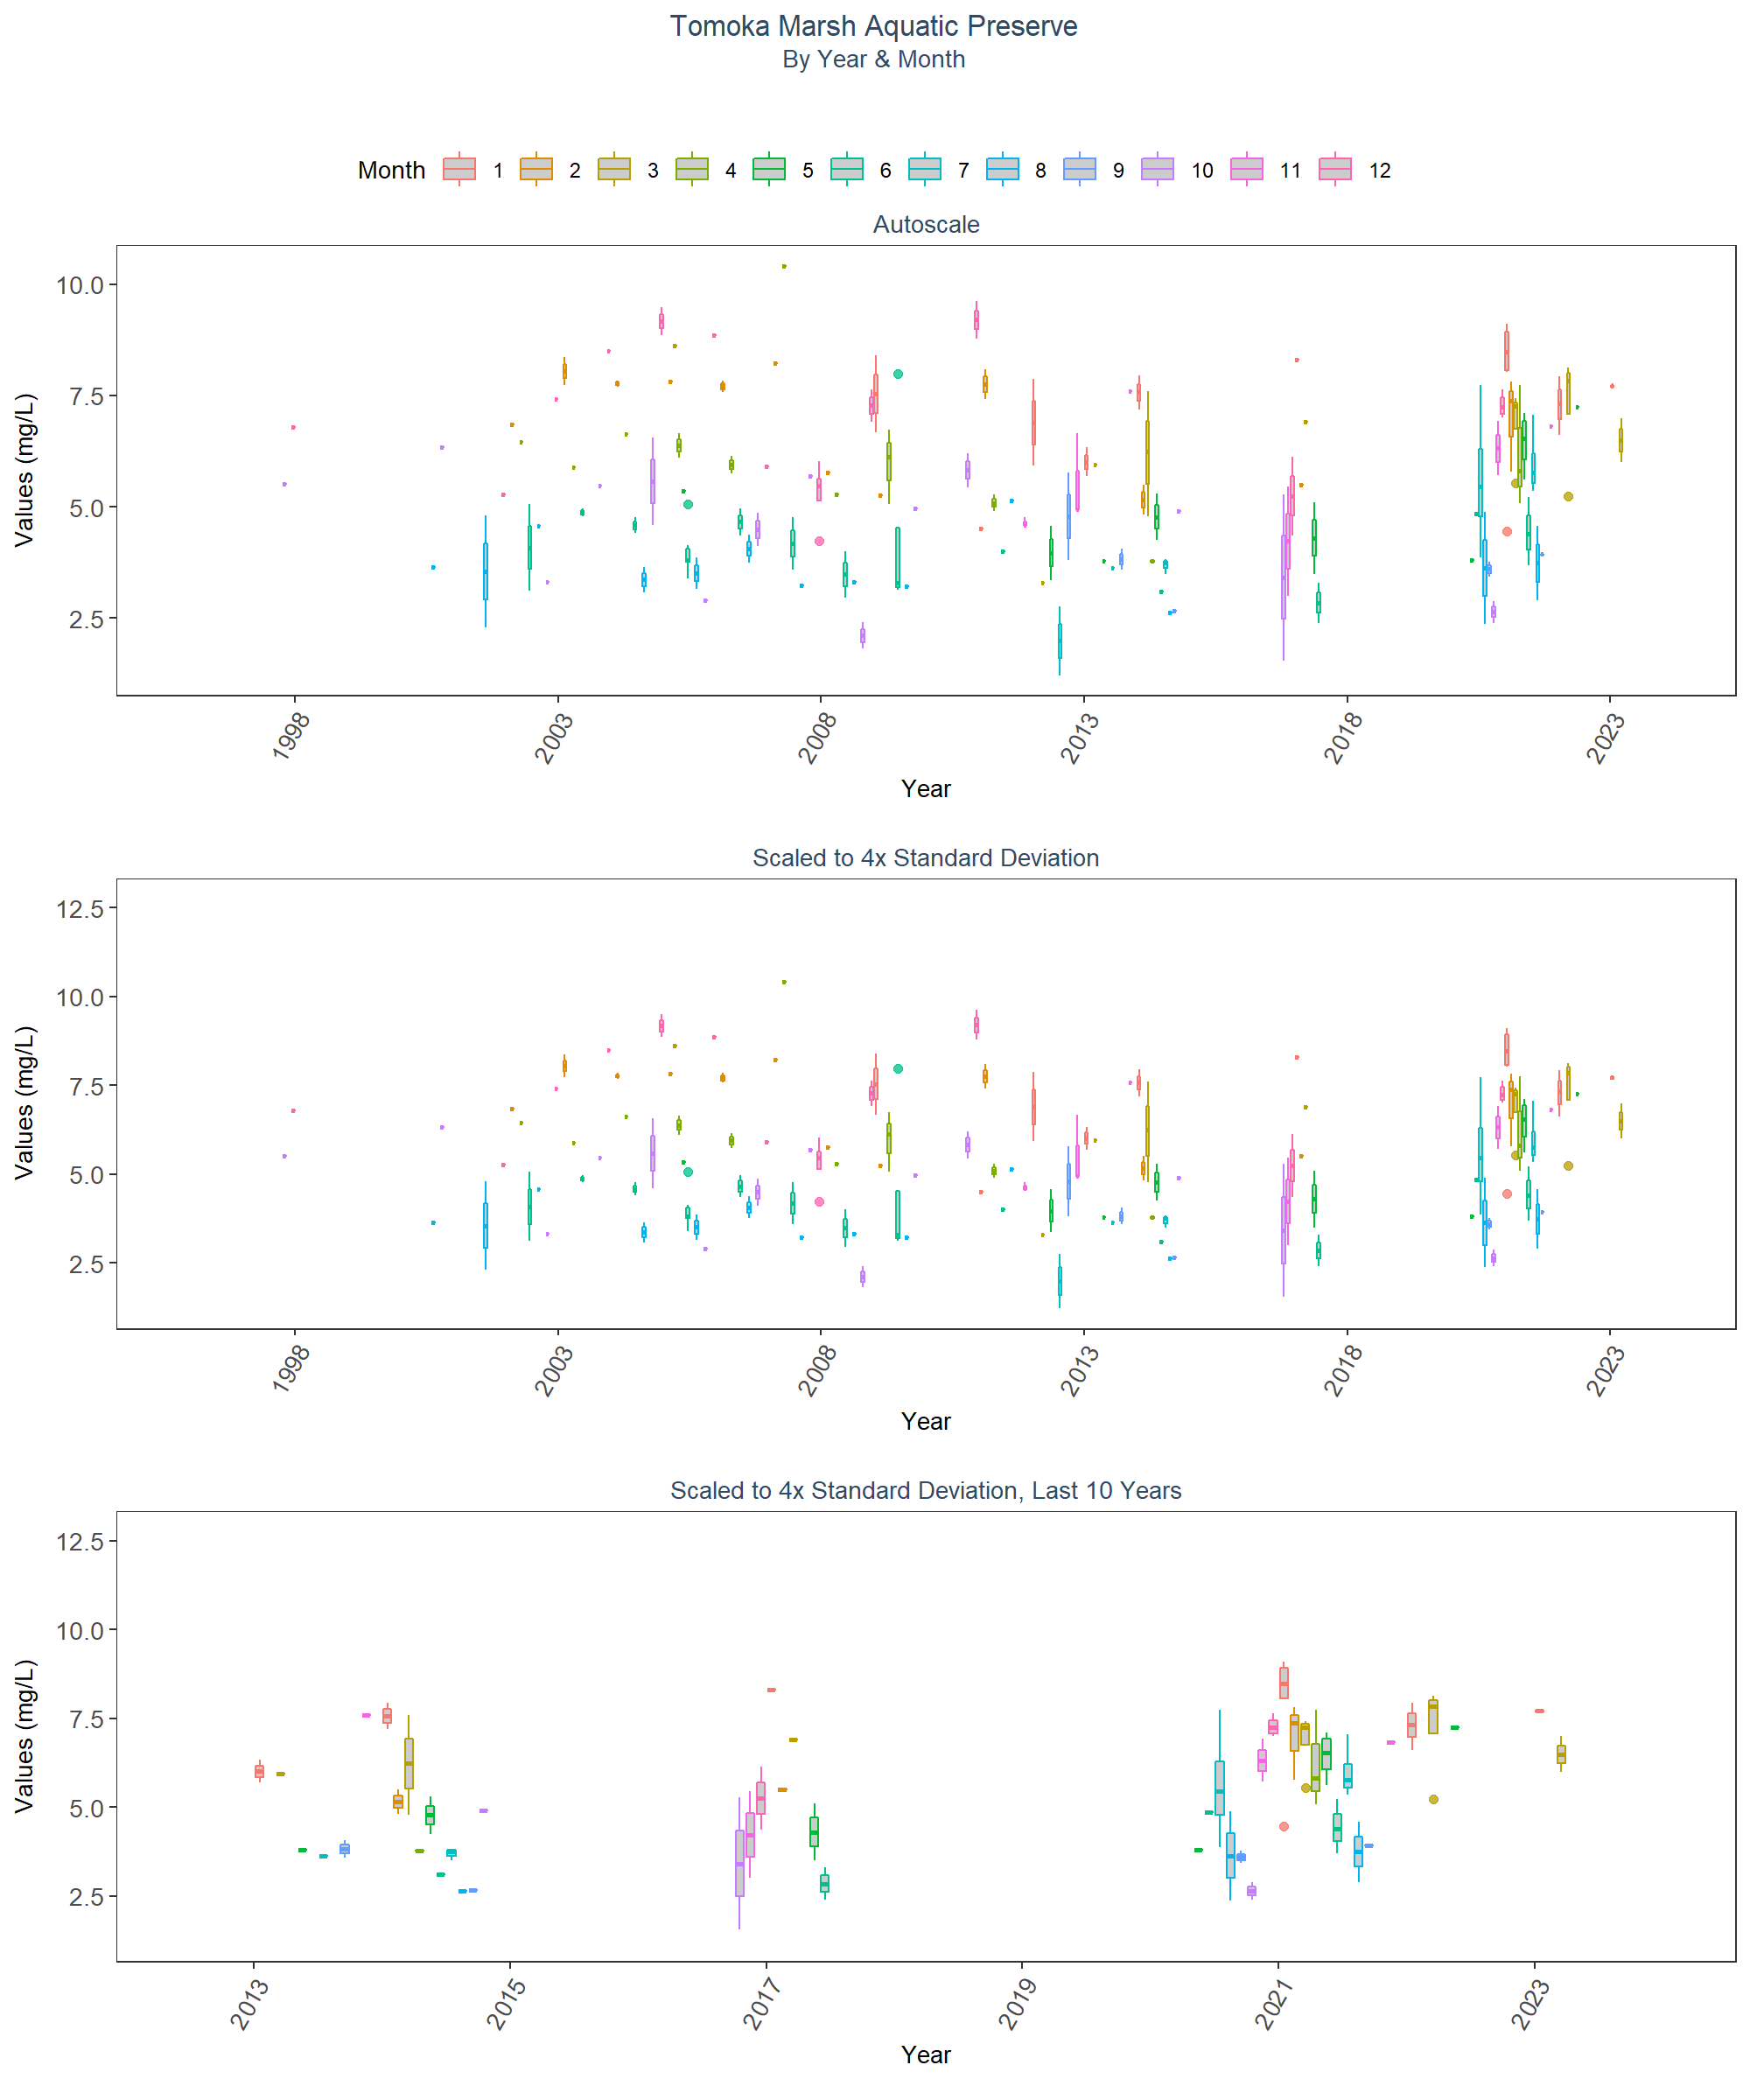 Tomoka Marsh Aquatic Preserve
By Year & Month
Month 1 2 3 4 5 6 7 8 9 10 11 12
Autoscale
Values (mg/L)
10.0
7.5
5.0
2.5
1998 2003 2008 2013 2018 2023
Year
Scaled to 4x Standard Deviation
Values (mg/L)
12.5
10.0
7.5
5.0
2.5
1998 2003 2008 2013 2018 2023
Year
Scaled to 4x Standard Deviation, Last 10 Years
Values (mg/L)
12.5
10.0
7.5
5.0
2.5
2013 2015 2017 2019 2021 2023
Year